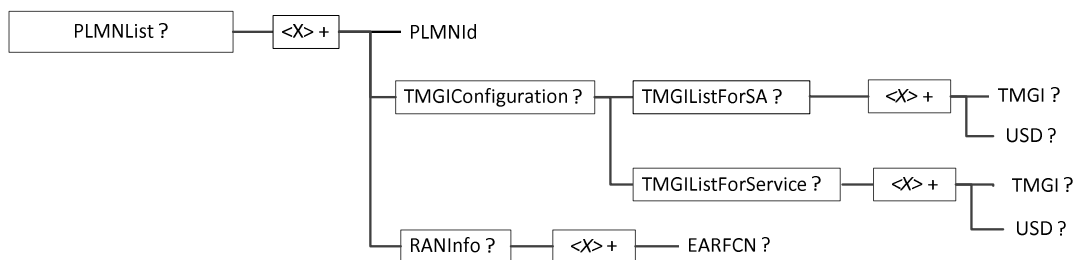 PLMNList ? <X> + PLMNId
TMGIConfiguration ? TMGIListForSA ? <X> + TMGI ?
USD ?
TMGIListForService ? <X> + TMGI ?
USD ?
RANInfo ? <X> + EARFCN ?